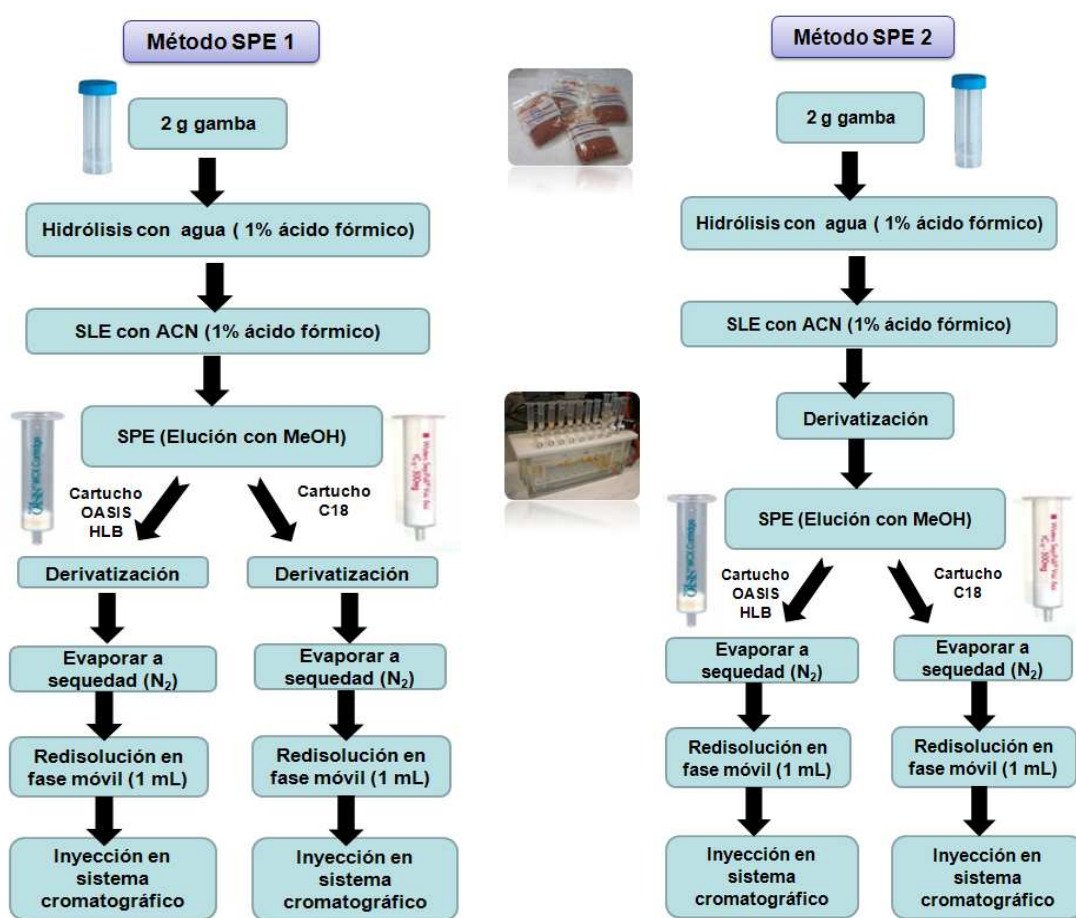 Método SPE 1
2 g gamba
Hidrólisis con agua ( 1% ácido fórmico)
SLE con ACN (1% ácido fórmico)
SPE (Elución con MeOH)
Cartucho
OASIS
HLB
Cartucho
C18
Derivatización
Derivatización
Evaporar a
sequedad (N₂)
Evaporar a
sequedad (N₂)
Redisolución en
fase móvil (1 mL)
Redisolución en
fase móvil (1 mL)
Inyección en
sistema
cromatográfico
Inyección en
sistema
cromatográfico
Método SPE 2
2 g gamba
Hidrólisis con agua ( 1% ácido fórmico)
SLE con ACN (1% ácido fórmico)
Derivatización
SPE (Elución con MeOH)
Cartucho
OASIS
HLB
Cartucho
C18
Evaporar a
sequedad (N₂)
Evaporar a
sequedad (N₂)
Redisolución en
fase móvil (1 mL)
Redisolución en
fase móvil (1 mL)
Inyección en
sistema
cromatográfico
Inyección en
sistema
cromatográfico